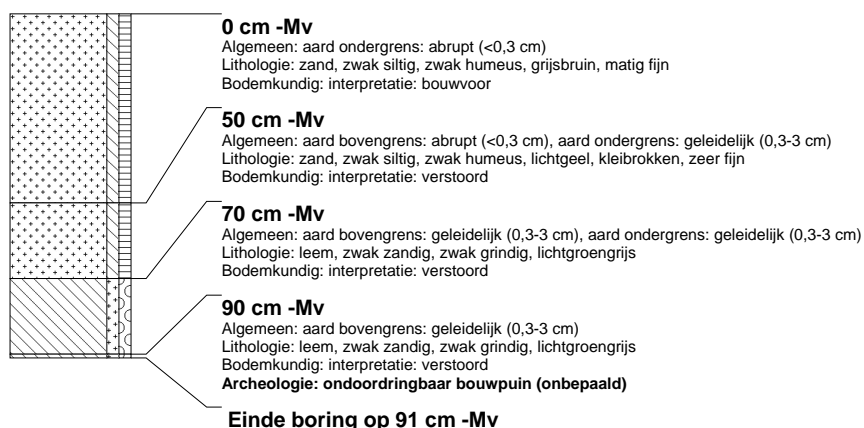 0 cm -Mv
Algemeen: aard ondergrens: abrupt (<0,3 cm)
Lithologie: zand, zwak siltig, zwak humeus, grijsbruin, matig fijn
Bodemkundig: interpretatie: bouwvoor
50 cm -Mv
Algemeen: aard bovengrens: abrupt (<0,3 cm), aard ondergrens: geleidelijk (0,3-3 cm)
Lithologie: zand, zwak siltig, zwak humeus, lichtgeel, kleibrokken, zeer fijn
Bodemkundig: interpretatie: verstoord
70 cm -Mv
Algemeen: aard bovengrens: geleidelijk (0,3-3 cm), aard ondergrens: geleidelijk (0,3-3 cm)
Lithologie: leem, zwak zandig, zwak grindig, lichtgroengrijs
Bodemkundig: interpretatie: verstoord
90 cm -Mv
Algemeen: aard bovengrens: geleidelijk (0,3-3 cm)
Lithologie: leem, zwak zandig, zwak grindig, lichtgroengrijs
Bodemkundig: interpretatie: verstoord
Archeologie: ondoordringbaar bouwpuin (onbepaald)
Einde boring op 91 cm -Mv